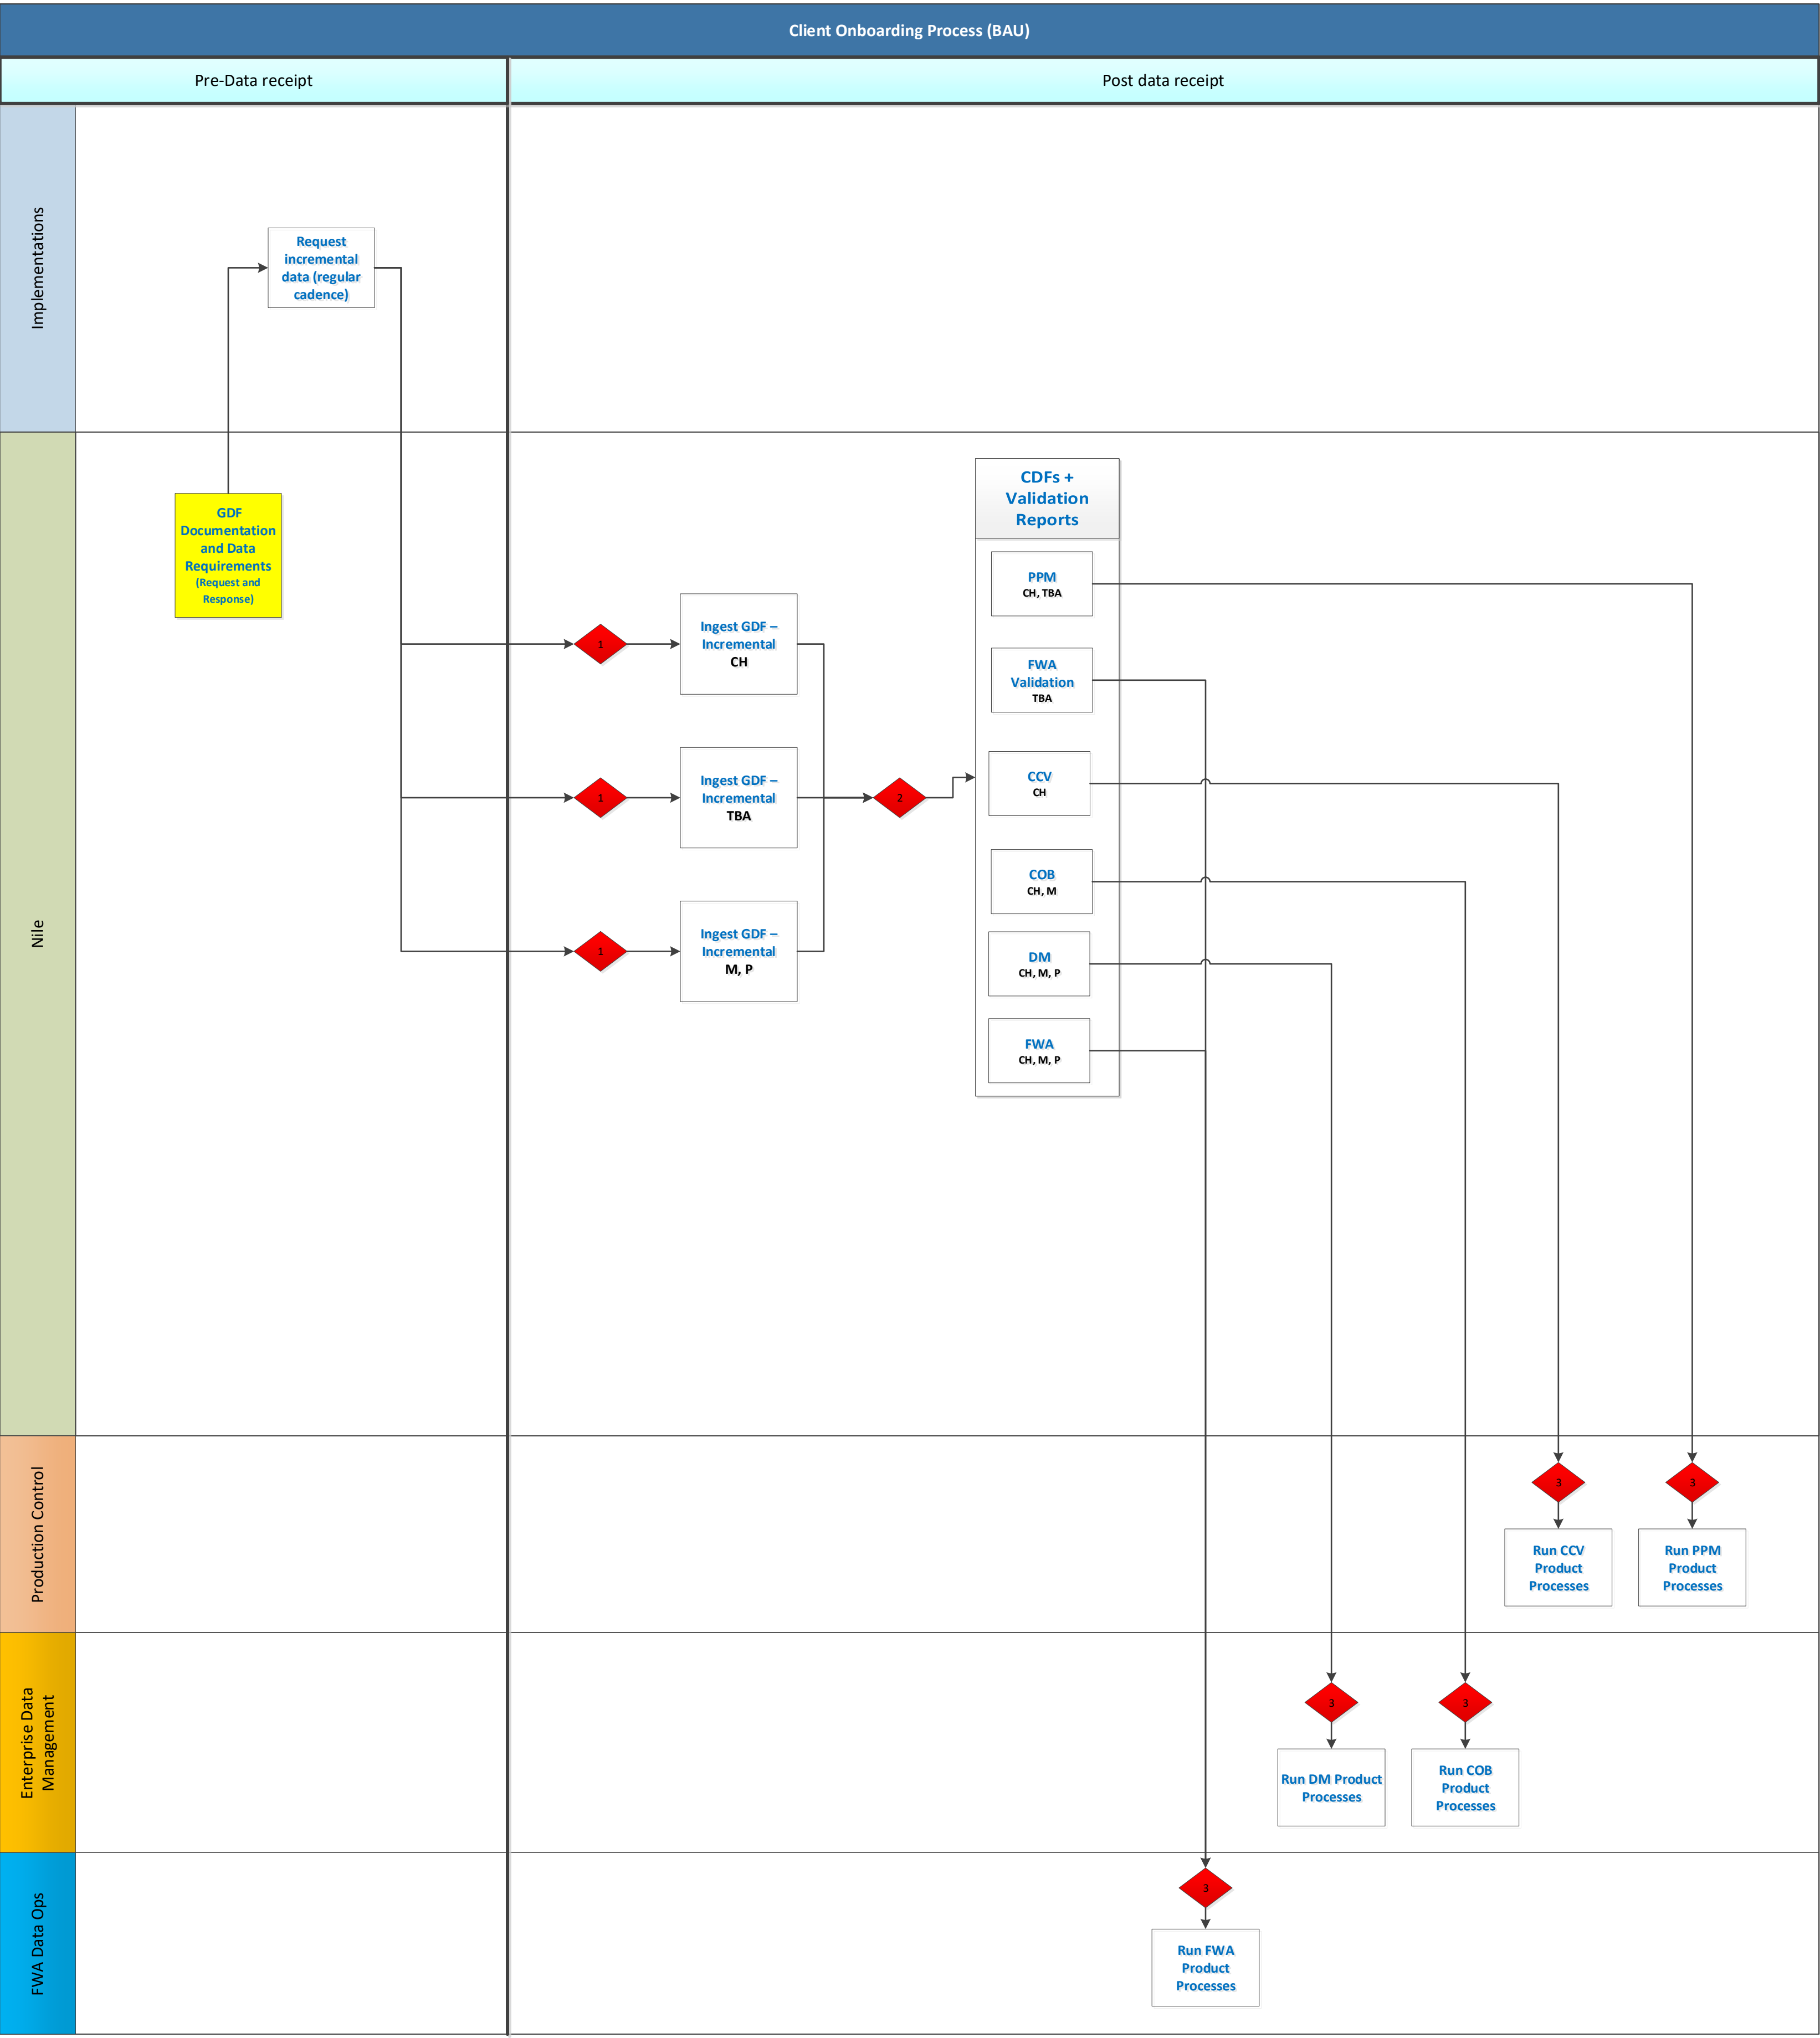 Client Onboarding Process (BAU)
Pre-Data receipt
Post data receipt
Implementations
Request
incremental
data (regular
cadence)
Nile
GDF
Documentation
and Data
Requirements
(Request and
Response)
1
Ingest GDF –
Incremental
CH
1
Ingest GDF –
Incremental
TBA
1
Ingest GDF –
Incremental
M, P
2
CDFs +
Validation
Reports
PPM
CH, TBA
FWA
Validation
TBA
CCV
CH
COB
CH, M
DM
CH, M, P
FWA
CH, M, P
Production Control
3
Run CCV
Product
Processes
3
Run PPM
Product
Processes
Enterprise Data
Management
3
Run DM Product
Processes
3
Run COB
Product
Processes
FWA Data Ops
3
Run FWA
Product
Processes